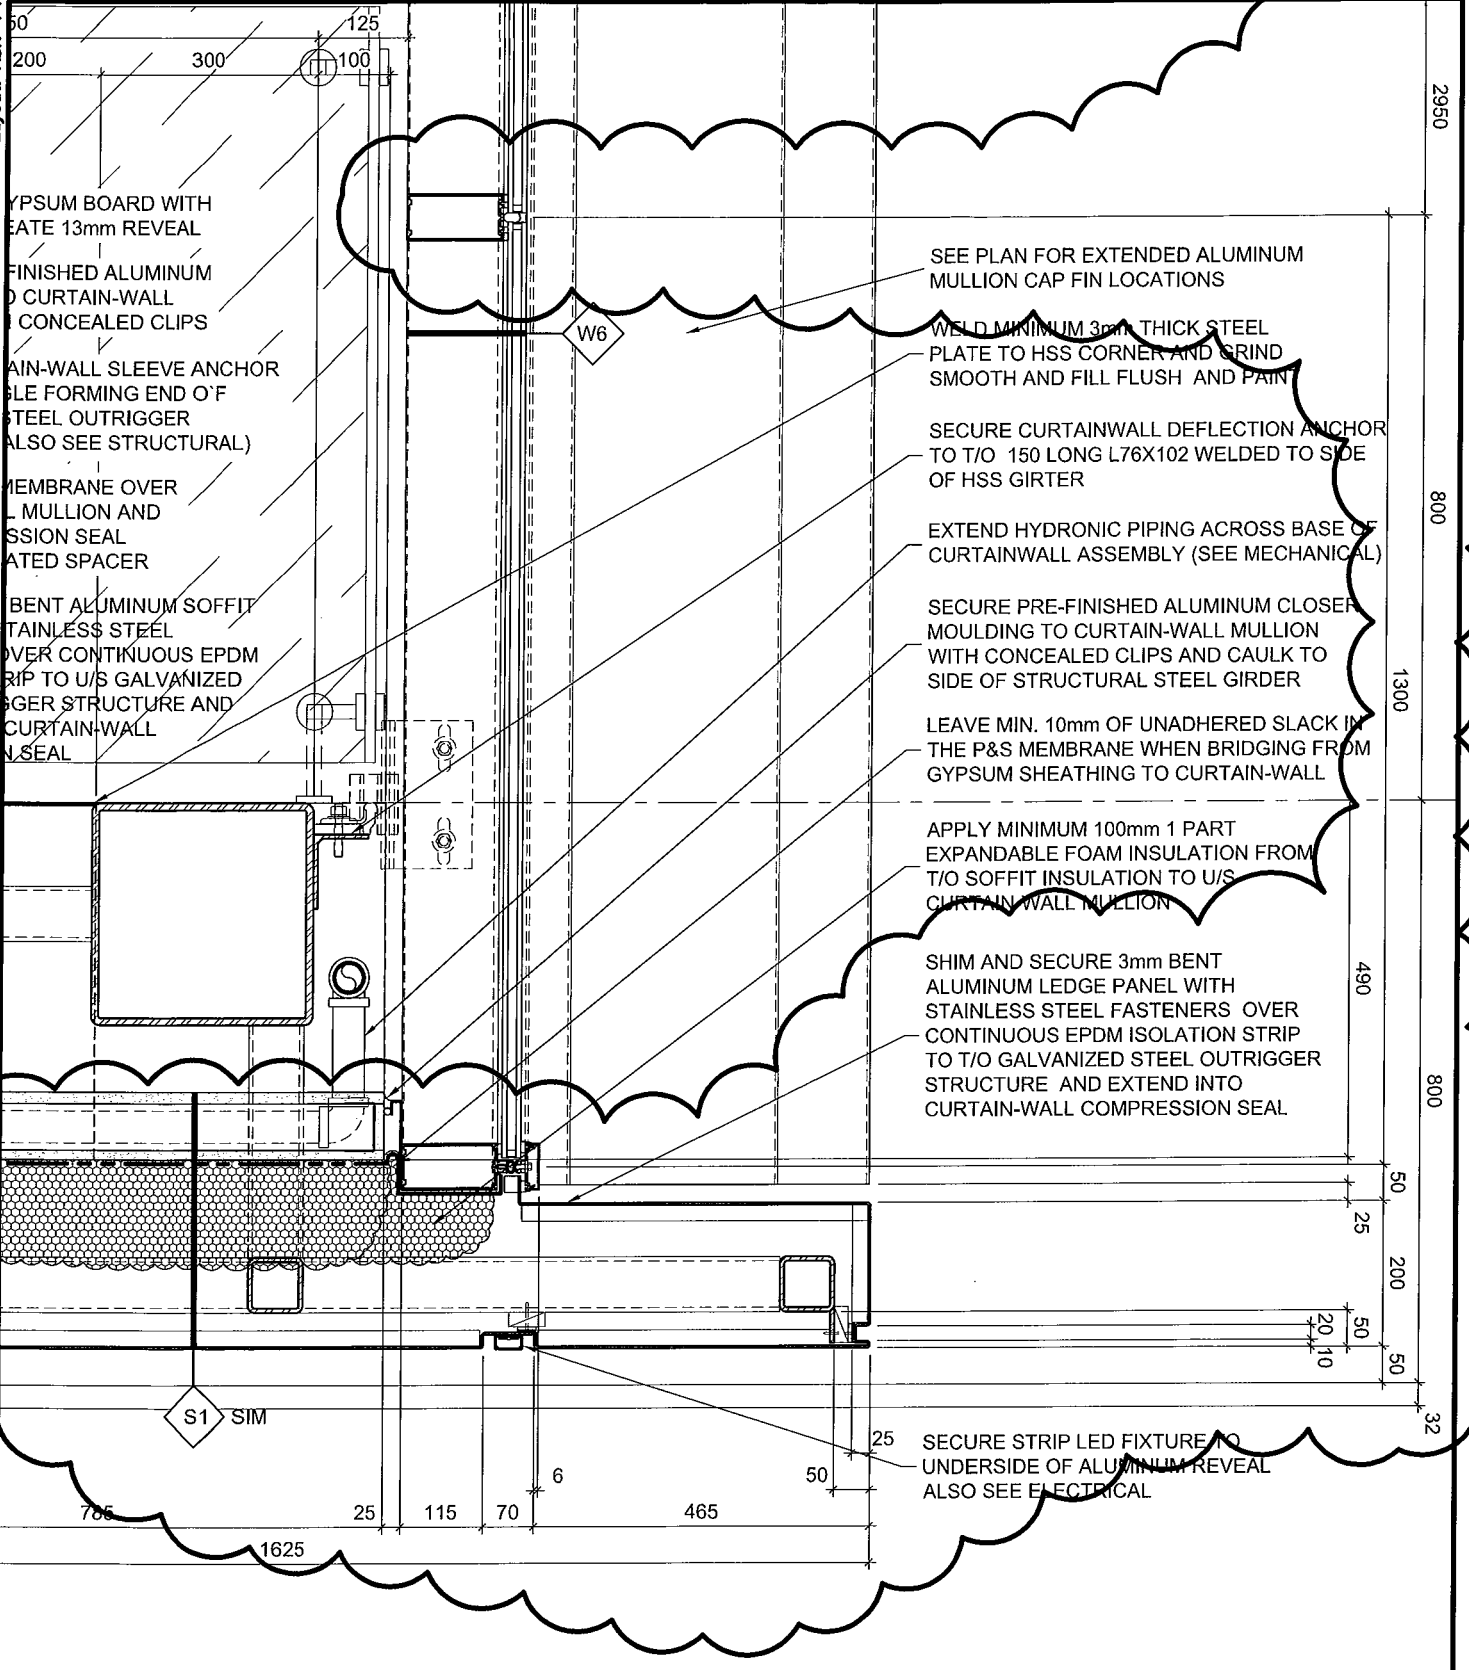 50
125
200
300
100
YPSUM BOARD WITH
EATE 13mm REVEAL
FINISHED ALUMINUM
CURTAIN-WALL
CONCEALED CLIPS
AIN-WALL SLEEVE ANCHOR
GLE FORMING END O'F
STEEL OUTRIGGER
ALSO SEE STRUCTURAL)
MEMBRANE OVER
L MULLION AND
SSION SEAL
ATED SPACER
BENT ALUMINUM SOFFIT
TAINLESS STEEL
OVER CONTINUOUS EPDM
RIP TO U/S GALVANIZED
GGER STRUCTURE AND
CURTAIN-WALL
N SEAL
W6
SEE PLAN FOR EXTENDED ALUMINUM
MULLION CAP FIN LOCATIONS
WELD MINIMUM 3mm THICK STEEL
PLATE TO HSS CORNER AND GRIND
SMOOTH AND FILL FLUSH AND PAINT
SECURE CURTAINWALL DEFLECTION ANCHOR
TO T/O 150 LONG L76X102 WELDED TO SIDE
OF HSS GIRTER
EXTEND HYDRONIC PIPING ACROSS BASE OF
CURTAINWALL ASSEMBLY (SEE MECHANICAL)
SECURE PRE-FINISHED ALUMINUM CLOSER
MOULDING TO CURTAIN-WALL MULLION
WITH CONCEALED CLIPS AND CAULK TO
SIDE OF STRUCTURAL STEEL GIRDER
LEAVE MIN. 10mm OF UNADHERED SLACK IN
THE P&S MEMBRANE WHEN BRIDGING FROM
GYPSUM SHEATHING TO CURTAIN-WALL
APPLY MINIMUM 100mm 1 PART
EXPANDABLE FOAM INSULATION FROM
T/O SOFFIT INSULATION TO U/S
CURTAIN WALL MULLION
SHIM AND SECURE 3mm BENT
ALUMINUM LEDGE PANEL WITH
STAINLESS STEEL FASTENERS OVER
CONTINUOUS EPDM ISOLATION STRIP
TO T/O GALVANIZED STEEL OUTRIGGER
STRUCTURE AND EXTEND INTO
CURTAIN-WALL COMPRESSION SEAL
SECURE STRIP LED FIXTURE TO
UNDERSIDE OF ALUMINUM REVEAL
ALSO SEE ELECTRICAL
2950
800
1300
490
800
50
25
200
50
20
10
50
32
S1 SIM
25
6
50
785
25
115
70
465
1625